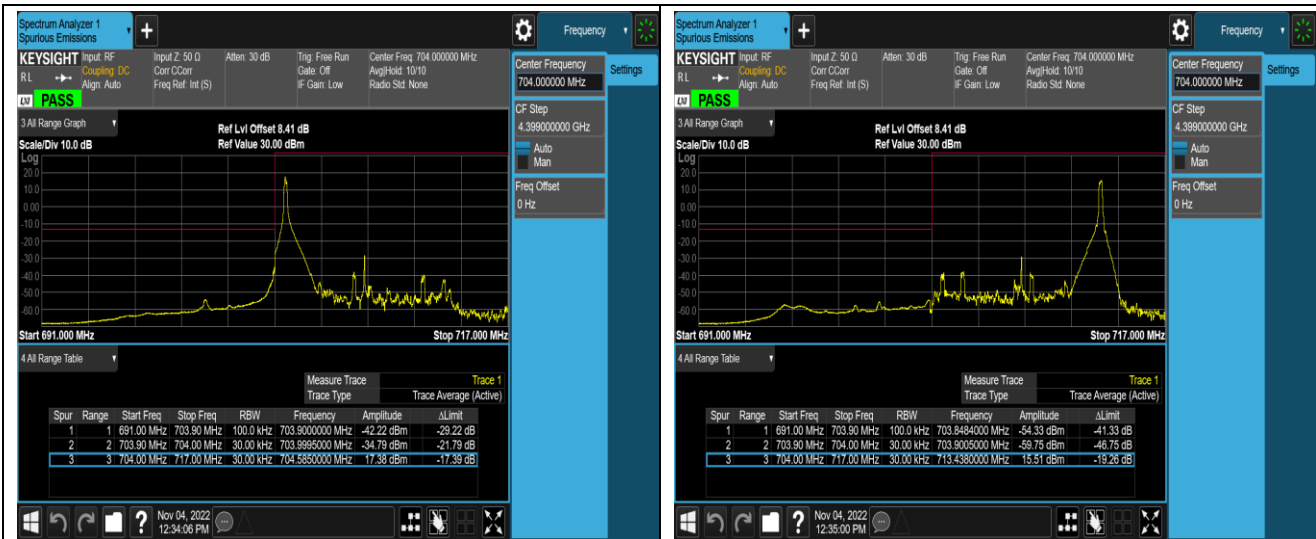 Spectrum Analyzer 1
Spurious Emissions
Frequency
KEYSIGHT Input: RF Input Z: 50 Ω Atten: 30 dB Trig: Free Run Center Freq: 704.000000 MHz
Coupling: DC Corr CCorr Gate: Off Avg|Hold: 10/10
R L Align: Auto Freq Ref: Int (S) IF Gain: Low Radio Std: None
LXI PASS
Center Frequency
704.000000 MHz
Settings
CF Step
4.399000000 GHz
Auto
Man
Freq Offset
0 Hz
3 All Range Graph
Ref Lvl Offset 8.41 dB
Scale/Div 10.0 dB Ref Value 30.00 dBm
Log
20.0
10.0
0.00
-10.0
-20.0
-30.0
-40.0
-50.0
-60.0
Start 691.000 MHz Stop 717.000 MHz
4 All Range Table
Measure Trace Trace 1
Trace Type Trace Average (Active)
Spur Range Start Freq Stop Freq RBW Frequency Amplitude ΔLimit
1 1 691.00 MHz 703.90 MHz 100.0 kHz 703.9000000 MHz -42.22 dBm -29.22 dB
2 2 703.90 MHz 704.00 MHz 30.00 kHz 703.9995000 MHz -34.79 dBm -21.79 dB
3 3 704.00 MHz 717.00 MHz 30.00 kHz 704.5850000 MHz 17.38 dBm -17.39 dB
?
Nov 04, 2022
12:34:06 PM
Spectrum Analyzer 1
Spurious Emissions
Frequency
KEYSIGHT Input: RF Input Z: 50 Ω Atten: 30 dB Trig: Free Run Center Freq: 704.000000 MHz
Coupling: DC Corr CCorr Gate: Off Avg|Hold: 10/10
R L Align: Auto Freq Ref: Int (S) IF Gain: Low Radio Std: None
LXI PASS
Center Frequency
704.000000 MHz
Settings
CF Step
4.399000000 GHz
Auto
Man
Freq Offset
0 Hz
3 All Range Graph
Ref Lvl Offset 8.41 dB
Scale/Div 10.0 dB Ref Value 30.00 dBm
Log
20.0
10.0
0.00
-10.0
-20.0
-30.0
-40.0
-50.0
-60.0
Start 691.000 MHz Stop 717.000 MHz
4 All Range Table
Measure Trace Trace 1
Trace Type Trace Average (Active)
Spur Range Start Freq Stop Freq RBW Frequency Amplitude ΔLimit
1 1 691.00 MHz 703.90 MHz 100.0 kHz 703.8484000 MHz -54.33 dBm -41.33 dB
2 2 703.90 MHz 704.00 MHz 30.00 kHz 703.9005000 MHz -59.75 dBm -46.75 dB
3 3 704.00 MHz 717.00 MHz 30.00 kHz 713.4380000 MHz 15.51 dBm -19.26 dB
?
Nov 04, 2022
12:35:00 PM